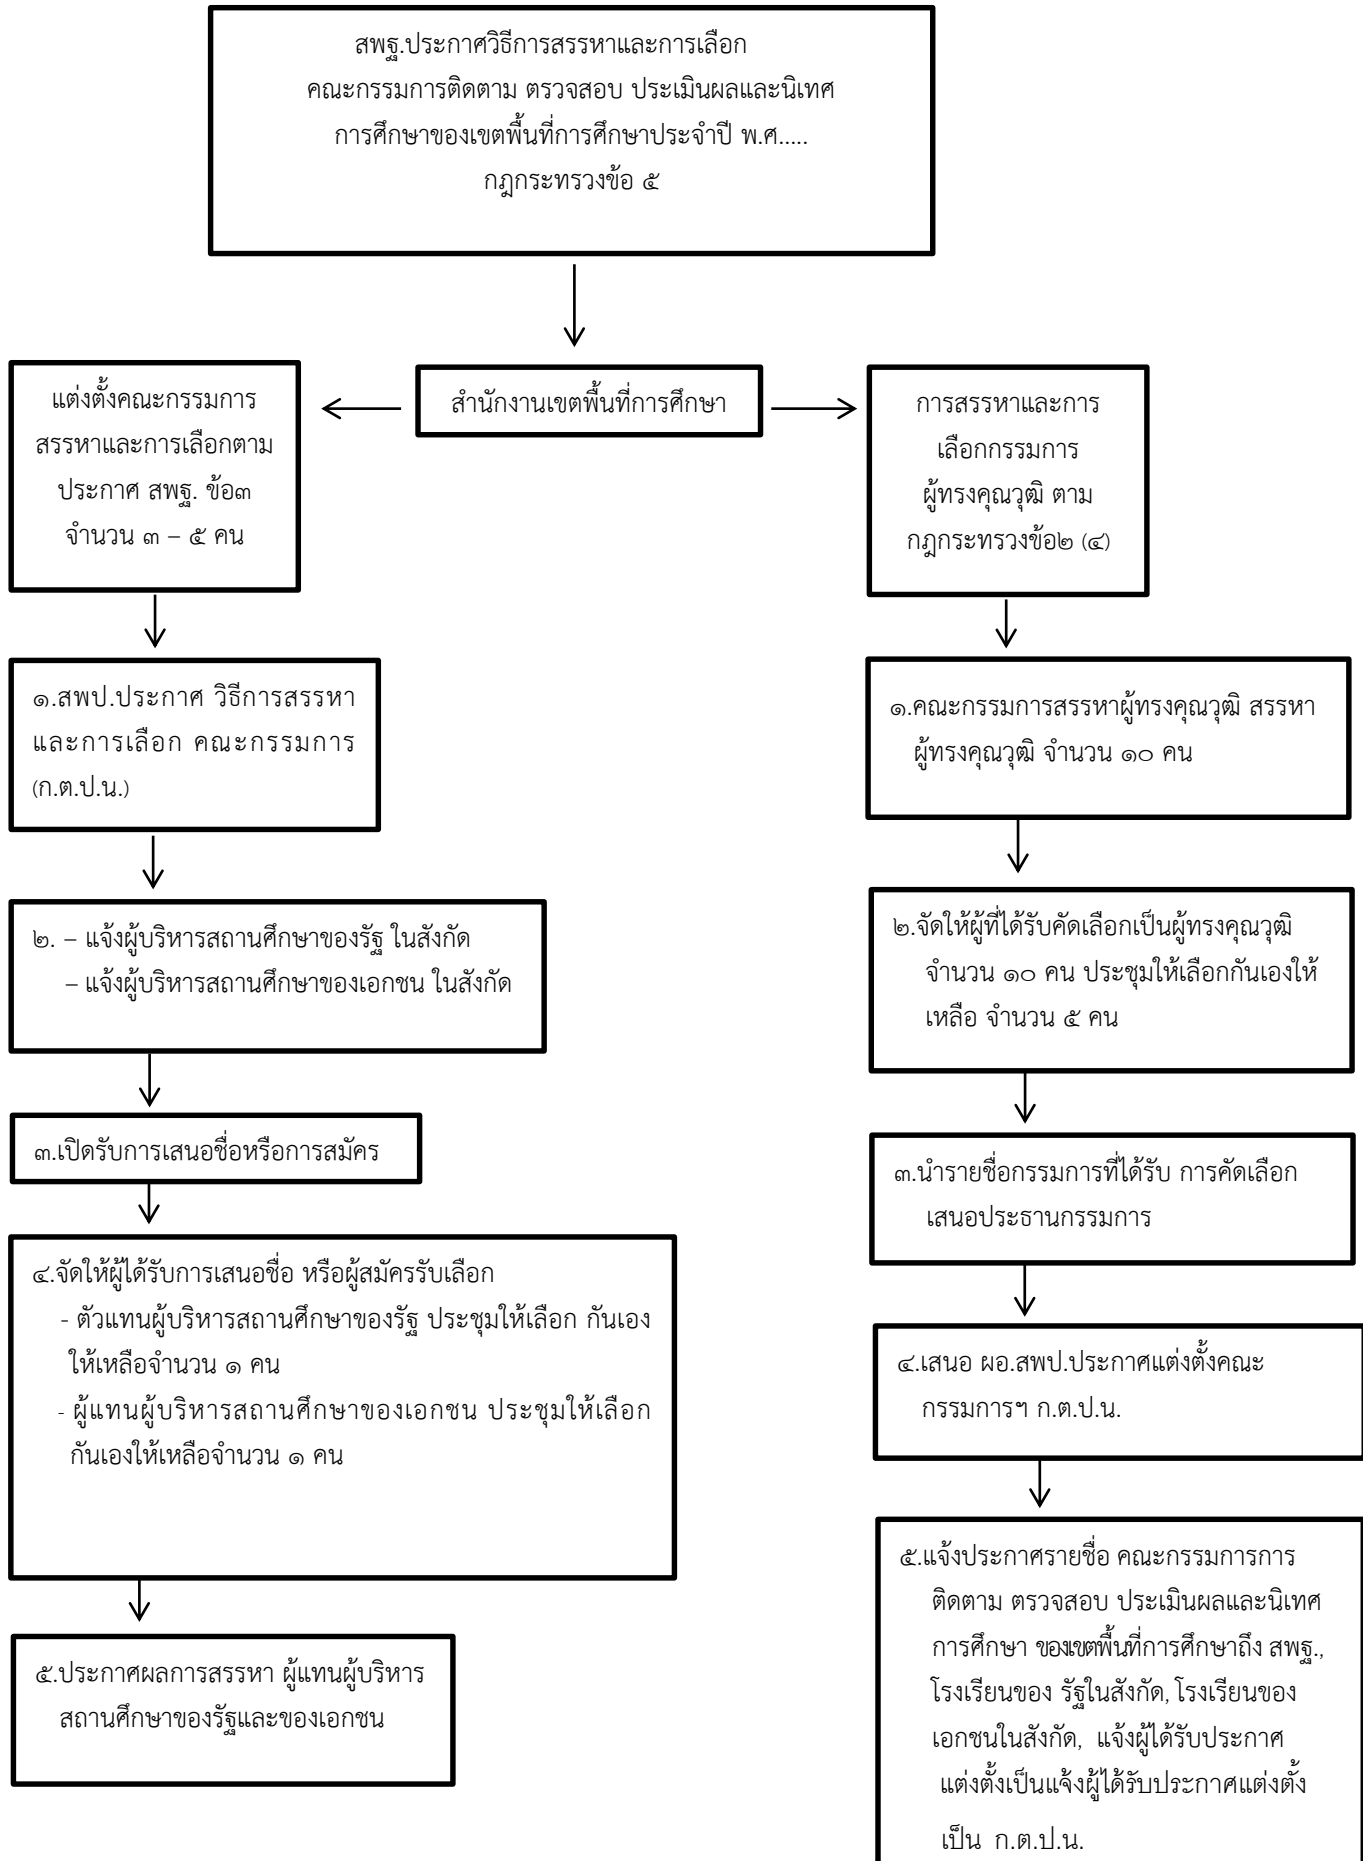 สพฐ.ประกาศวิธีการสรรหาและการเลือก
คณะกรรมการติดตาม ตรวจสอบ ประเมินผลและนิเทศ
การศึกษาของเขตพื้นที่การศึกษาประจำปี พ.ศ.....
กฎกระทรวงข้อ ๕
สำนักงานเขตพื้นที่การศึกษา
แต่งตั้งคณะกรรมการ
สรรหาและการเลือกตาม
ประกาศ สพฐ. ข้อ๓
จำนวน ๓ – ๕ คน
๑.สพป.ประกาศ วิธีการสรรหา
และการเลือก คณะกรรมการ
(ก.ต.ป.น.)
๒. – แจ้งผู้บริหารสถานศึกษาของรัฐ ในสังกัด
– แจ้งผู้บริหารสถานศึกษาของเอกชน ในสังกัด
๓.เปิดรับการเสนอชื่อหรือการสมัคร
๔.จัดให้ผู้ได้รับการเสนอชื่อ หรือผู้สมัครรับเลือก
- ตัวแทนผู้บริหารสถานศึกษาของรัฐ ประชุมให้เลือก กันเอง
ให้เหลือจำนวน ๑ คน
- ผู้แทนผู้บริหารสถานศึกษาของเอกชน ประชุมให้เลือก
กันเองให้เหลือจำนวน ๑ คน
๕.ประกาศผลการสรรหา ผู้แทนผู้บริหาร
สถานศึกษาของรัฐและของเอกชน
การสรรหาและการ
เลือกกรรมการ
ผู้ทรงคุณวุฒิ ตาม
กฎกระทรวงข้อ๒ (๔)
๑.คณะกรรมการสรรหาผู้ทรงคุณวุฒิ สรรหา
ผู้ทรงคุณวุฒิ จำนวน ๑๐ คน
๒.จัดให้ผู้ที่ได้รับคัดเลือกเป็นผู้ทรงคุณวุฒิ
จำนวน ๑๐ คน ประชุมให้เลือกกันเองให้
เหลือ จำนวน ๕ คน
๓.นำรายชื่อกรรมการที่ได้รับ การคัดเลือก
เสนอประธานกรรมการ
๔.เสนอ ผอ.สพป.ประกาศแต่งตั้งคณะ
กรรมการฯ ก.ต.ป.น.
๕.แจ้งประกาศรายชื่อ คณะกรรมการการ
ติดตาม ตรวจสอบ ประเมินผลและนิเทศ
การศึกษา ของเขตพื้นที่การศึกษาถึง สพฐ.,
โรงเรียนของ รัฐในสังกัด, โรงเรียนของ
เอกชนในสังกัด, แจ้งผู้ได้รับประกาศ
แต่งตั้งเป็นแจ้งผู้ได้รับประกาศแต่งตั้ง
เป็น ก.ต.ป.น.